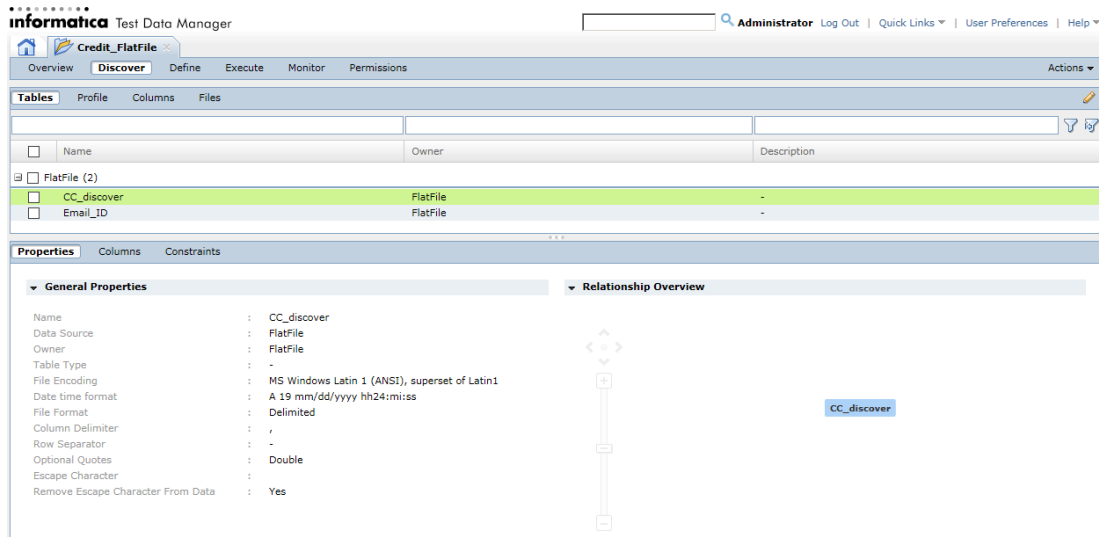 Informatica Test Data Manager
Administrator Log Out | Quick Links | User Preferences | Help
Credit_FlatFile
Overview Discover Define Execute Monitor Permissions Actions
Tables Profile Columns Files
Name Owner Description
FlatFile (2)
CC_discover FlatFile -
Email_ID FlatFile -
Properties Columns Constraints
General Properties Relationship Overview
Name : CC_discover
Data Source : FlatFile
Owner : FlatFile
Table Type : -
File Encoding : MS Windows Latin 1 (ANSI), superset of Latin1
Date time format : A 19 mm/dd/yyyy hh24:mi:ss
File Format : Delimited
CC_discover
Column Delimiter : ,
Row Separator : -
Optional Quotes : Double
Escape Character :
Remove Escape Character From Data : Yes